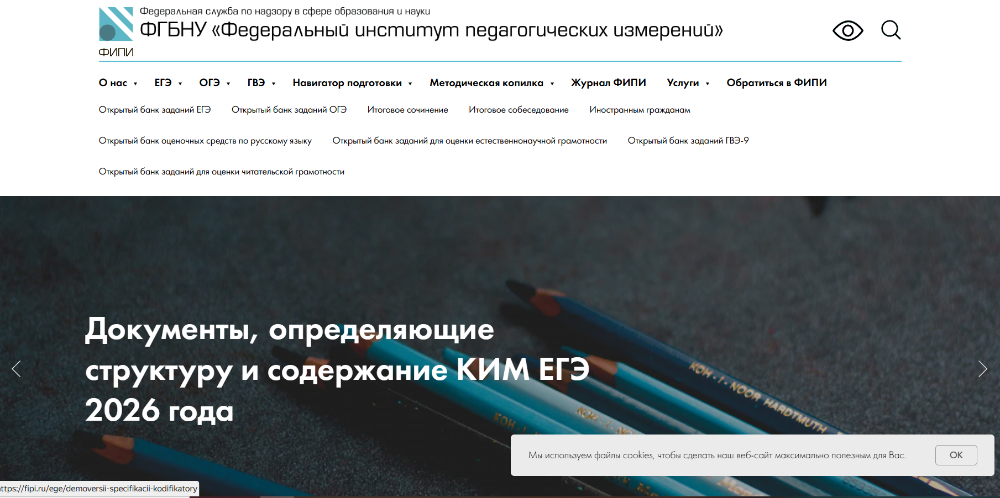 Федеральная служба по надзору в сфере образования и науки
ФГБНУ «Федеральный институт педагогических измерений»
ФИПИ
О нас ЕГЭ ОГЭ ГВЭ Навигатор подготовки Методическая копилка Журнал ФИПИ Услуги Обратиться в ФИПИ
Открытый банк заданий ЕГЭ Открытый банк заданий ОГЭ Итоговое сочинение Итоговое собеседование Иностранным гражданам
Открытый банк оценочных средств по русскому языку Открытый банк заданий для оценки естественнонаучной грамотности Открытый банк заданий ГВЭ-9
Открытый банк заданий для оценки читательской грамотности
Документы, определяющие
структуру и содержание КИМ ЕГЭ
2026 года
KOH-I-NOOR HARDTMUTH
KOH-I-NO
KOH-I-
Мы используем файлы cookies, чтобы сделать наш веб-сайт максимально полезным для Вас.
OK
ttps://fipi.ru/ege/demoversii-specifikacii-kodifikatory